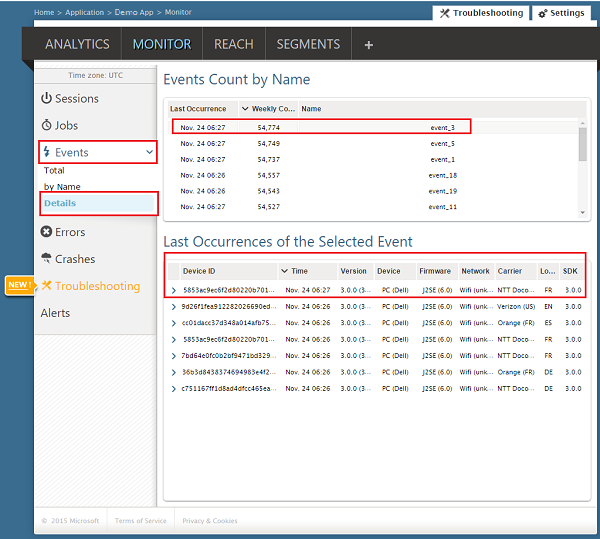 Home > Application > Demo App > Monitor
Troubleshooting
Settings
ANALYTICS MONITOR REACH SEGMENTS +
Time zone: UTC
Sessions
Jobs
Events
Total
by Name
Details
Errors
Crashes
NEW!
Troubleshooting
Alerts
Events Count by Name
Last Occurrence Weekly Co... Name
Nov. 24 06:27 54,774 event_3
Nov. 24 06:27 54,749 event_5
Nov. 24 06:27 54,737 event_1
Nov. 24 06:26 54,557 event_18
Nov. 24 06:26 54,543 event_19
Nov. 24 06:27 54,527 event_11
Last Occurrences of the Selected Event
Device ID Time Version Device Firmware Network Carrier Lo... SDK
5853ac9ec6f2d80220b701... Nov. 24 06:27 3.0.0 (3... PC (Dell) J2SE (6.0) Wifi (unk... NTT Doco... FR 3.0.0
9d26f1fea912282026690ed... Nov. 24 06:26 3.0.0 (3... PC (Dell) J2SE (6.0) Wifi (unk... Verizon (US) EN 3.0.0
cc01dacc37d348a014afb75... Nov. 24 06:26 3.0.0 (3... PC (Dell) J2SE (6.0) Wifi (unk... Orange (FR) ES 3.0.0
5853ac9ec6f2d80220b701... Nov. 24 06:26 3.0.0 (3... PC (Dell) J2SE (6.0) Wifi (unk... NTT Doco... FR 3.0.0
7bd64e0fc0b2bf9471bd329... Nov. 24 06:26 3.0.0 (3... PC (Dell) J2SE (6.0) Wifi (unk... NTT Doco... FR 3.0.0
36b3d8438374694983e4f2... Nov. 24 06:26 3.0.0 (3... PC (Dell) J2SE (6.0) Wifi (unk... Orange (FR) DE 3.0.0
c751167ff1d8ad4dfcc465ea... Nov. 24 06:26 3.0.0 (3... PC (Dell) J2SE (6.0) Wifi (unk... NTT Doco... DE 3.0.0
© 2015 Microsoft Terms of Service Privacy & Cookies